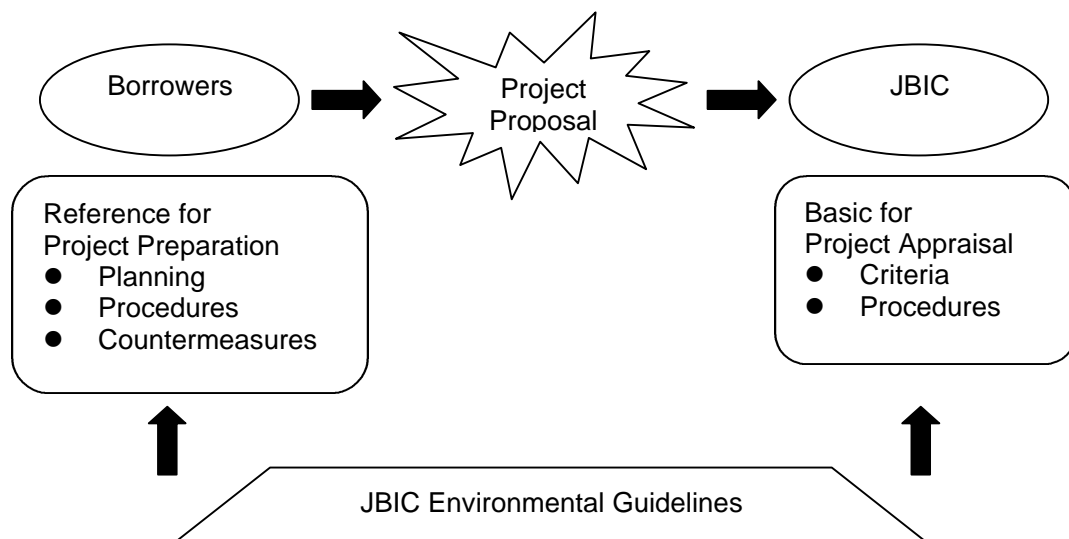 Borrowers
Project
Proposal
JBIC
Reference for
Project Preparation
● Planning
● Procedures
● Countermeasures
Basic for
Project Appraisal
● Criteria
● Procedures
JBIC Environmental Guidelines